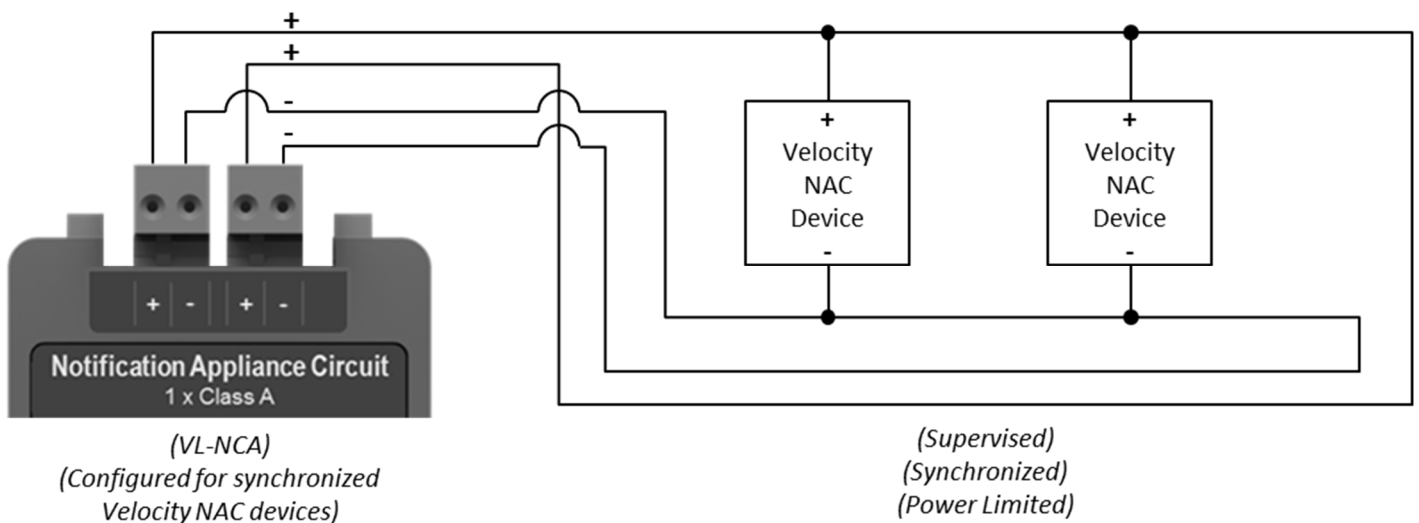 +
+
-
-
+
Velocity
NAC
Device
-
+
Velocity
NAC
Device
-
+ - + -
Notification Appliance Circuit
1 x Class A
(VL-NCA)
(Configured for synchronized
Velocity NAC devices)
(Supervised)
(Synchronized)
(Power Limited)